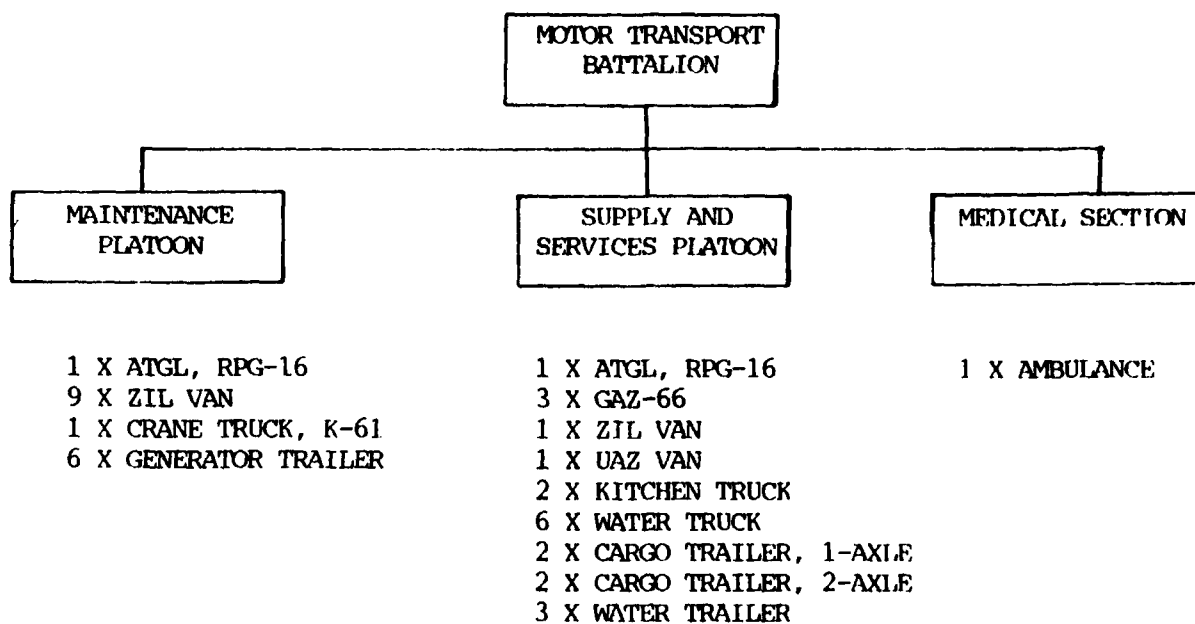 MOTOR TRANSPORT
BATTALION
MAINTENANCE
PLATOON
SUPPLY AND
SERVICES PLATOON
MEDICAL SECTION
1 X ATGL, RPG-16
9 X ZIL VAN
1 X CRANE TRUCK, K-61
6 X GENERATOR TRAILER
1 X ATGL, RPG-16
3 X GAZ-66
1 X ZIL VAN
1 X UAZ VAN
2 X KITCHEN TRUCK
6 X WATER TRUCK
2 X CARGO TRAILER, 1-AXLE
2 X CARGO TRAILER, 2-AXLE
3 X WATER TRAILER
1 X AMBULANCE